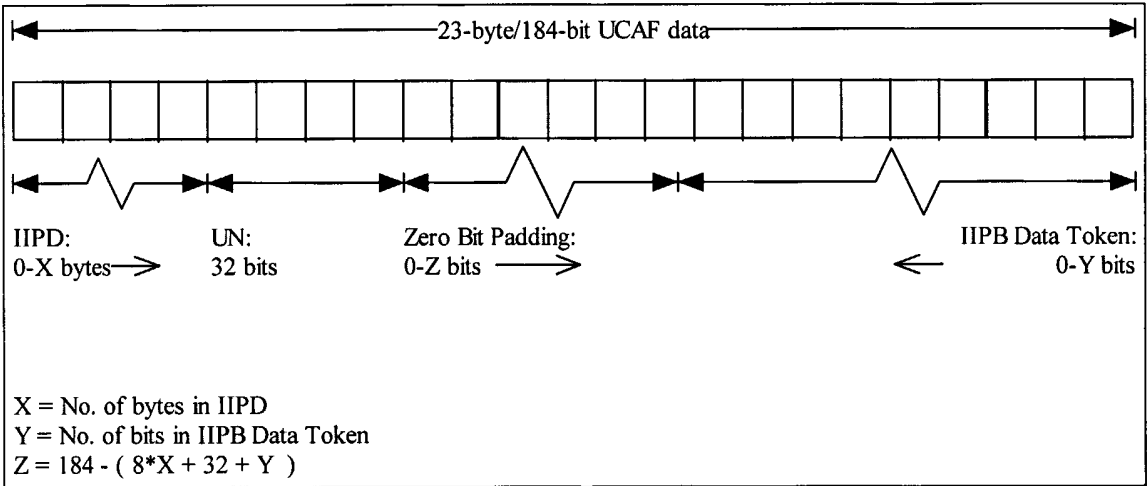 23-byte/184-bit UCAF data
IIPD:
0-X bytes
UN:
32 bits
Zero Bit Padding:
0-Z bits
IIPB Data Token:
0-Y bits
X = No. of bytes in IIPD
Y = No. of bits in IIPB Data Token
Z = 184 - ( 8*X + 32 + Y )